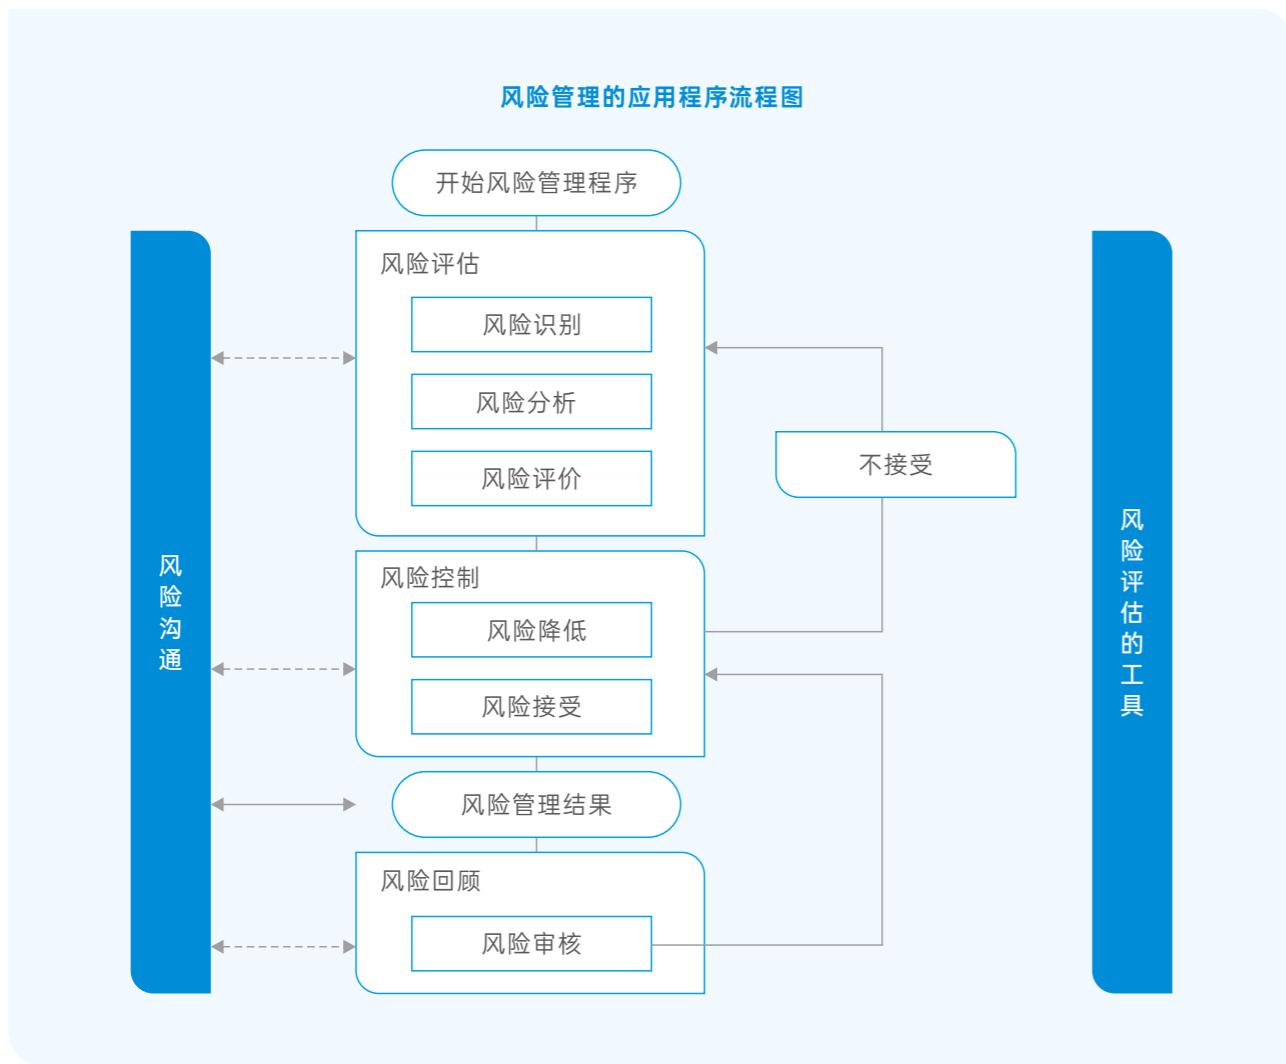 风险管理的应用程序流程图
开始风险管理程序
风险评估
风险识别
风险分析
风险评价
不接受
风险控制
风险降低
风险接受
风险管理结果
风险回顾
风险审核
风险沟通
风险评估的工具